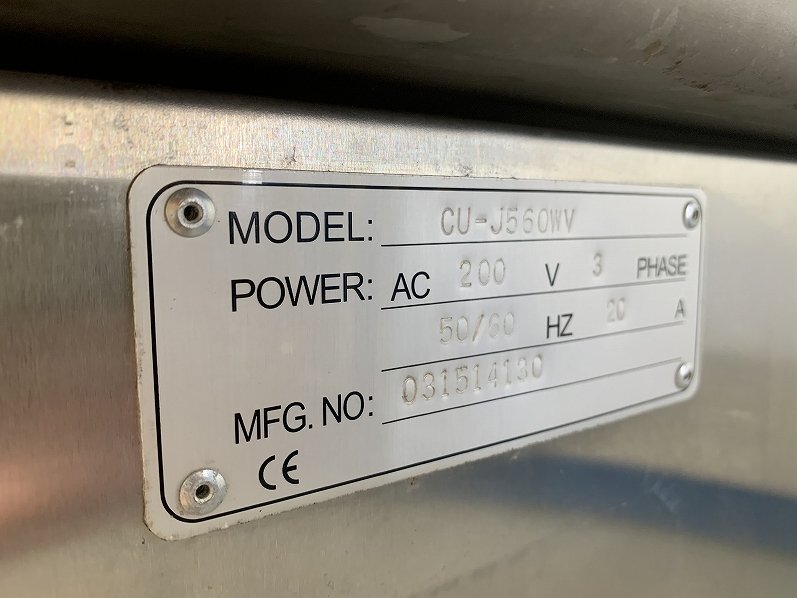 MODEL: CU-J560WV
POWER: AC 200 V 3 PHASE
50/60 HZ 20 A
MFG. NO: 031514130
CE